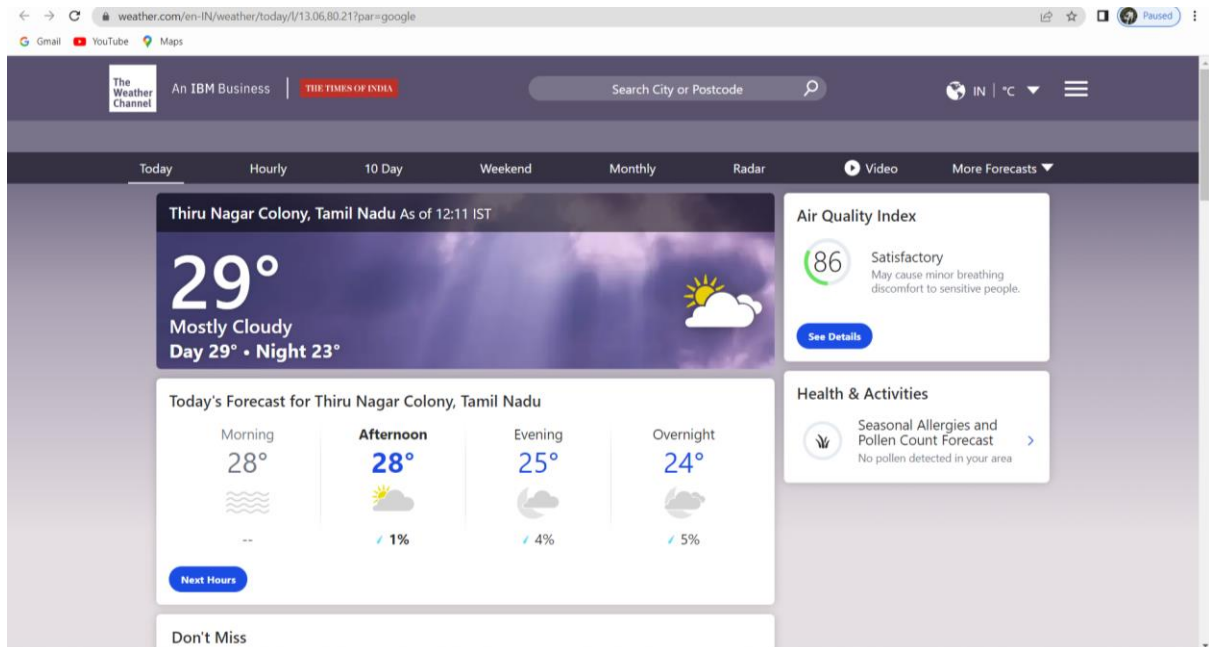 weather.com/en-IN/weather/today/l/13.06,80.21?par=google
Paused
Gmail YouTube Maps
The
Weather
Channel
An IBM Business
THE TIMES OF INDIA
Search City or Postcode
IN | °C
Today Hourly 10 Day Weekend Monthly Radar Video More Forecasts
Thiru Nagar Colony, Tamil Nadu As of 12:11 IST
29°
Mostly Cloudy
Day 29° • Night 23°
Air Quality Index
86
Satisfactory
May cause minor breathing
discomfort to sensitive people.
See Details
Today's Forecast for Thiru Nagar Colony, Tamil Nadu
Morning Afternoon Evening Overnight
28° 28° 25° 24°
-- 1% 4% 5%
Next Hours
Health & Activities
Seasonal Allergies and
Pollen Count Forecast
No pollen detected in your area
Don't Miss